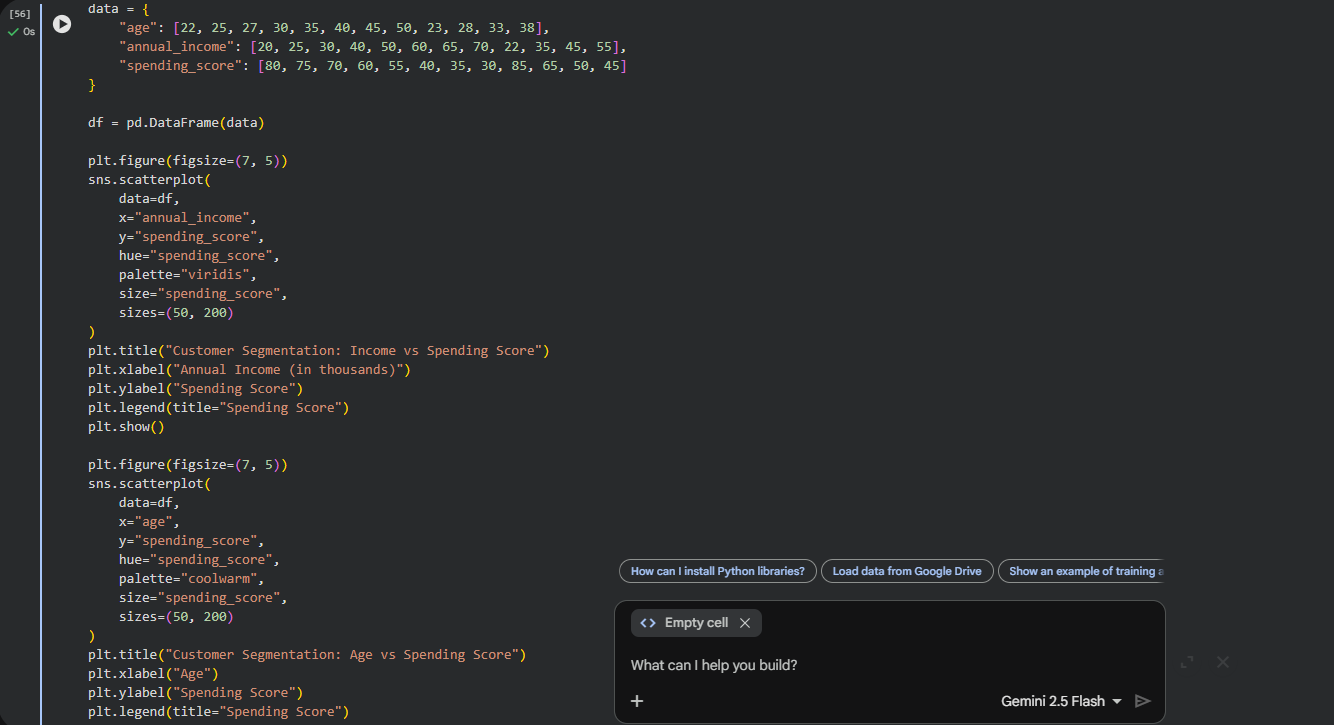 [56]
0s
data = {
    "age": [22, 25, 27, 30, 35, 40, 45, 50, 23, 28, 33, 38],
    "annual_income": [20, 25, 30, 40, 50, 60, 65, 70, 22, 35, 45, 55],
    "spending_score": [80, 75, 70, 60, 55, 40, 35, 30, 85, 65, 50, 45]
}
df = pd.DataFrame(data)
plt.figure(figsize=(7, 5))
sns.scatterplot(
    data=df,
    x="annual_income",
    y="spending_score",
    hue="spending_score",
    palette="viridis",
    size="spending_score",
    sizes=(50, 200)
)
plt.title("Customer Segmentation: Income vs Spending Score")
plt.xlabel("Annual Income (in thousands)")
plt.ylabel("Spending Score")
plt.legend(title="Spending Score")
plt.show()
plt.figure(figsize=(7, 5))
sns.scatterplot(
    data=df,
    x="age",
    y="spending_score",
    hue="spending_score",
    palette="coolwarm",
    size="spending_score",
    sizes=(50, 200)
)
plt.title("Customer Segmentation: Age vs Spending Score")
plt.xlabel("Age")
plt.ylabel("Spending Score")
plt.legend(title="Spending Score")
How can I install Python libraries?
Load data from Google Drive
Show an example of training a
<> Empty cell
What can I help you build?
+
Gemini 2.5 Flash